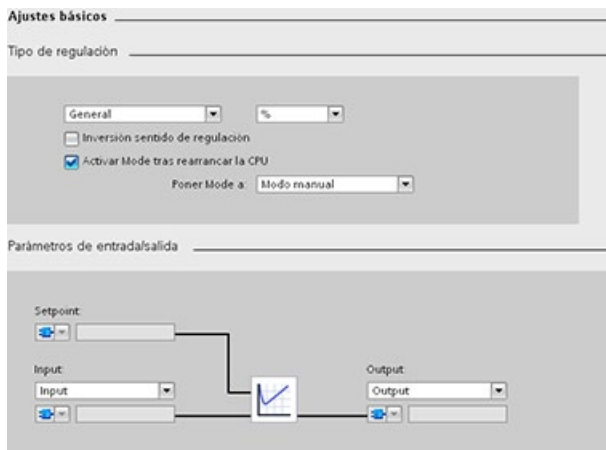 Ajustes básicos
Tipo de regulación
General %
Inversión sentido de regulación
Activar Mode tras rearrancar la CPU
Poner Mode a: Modo manual
Parámetros de entrada/salida
Setpoint:
Input: Output:
Input Output